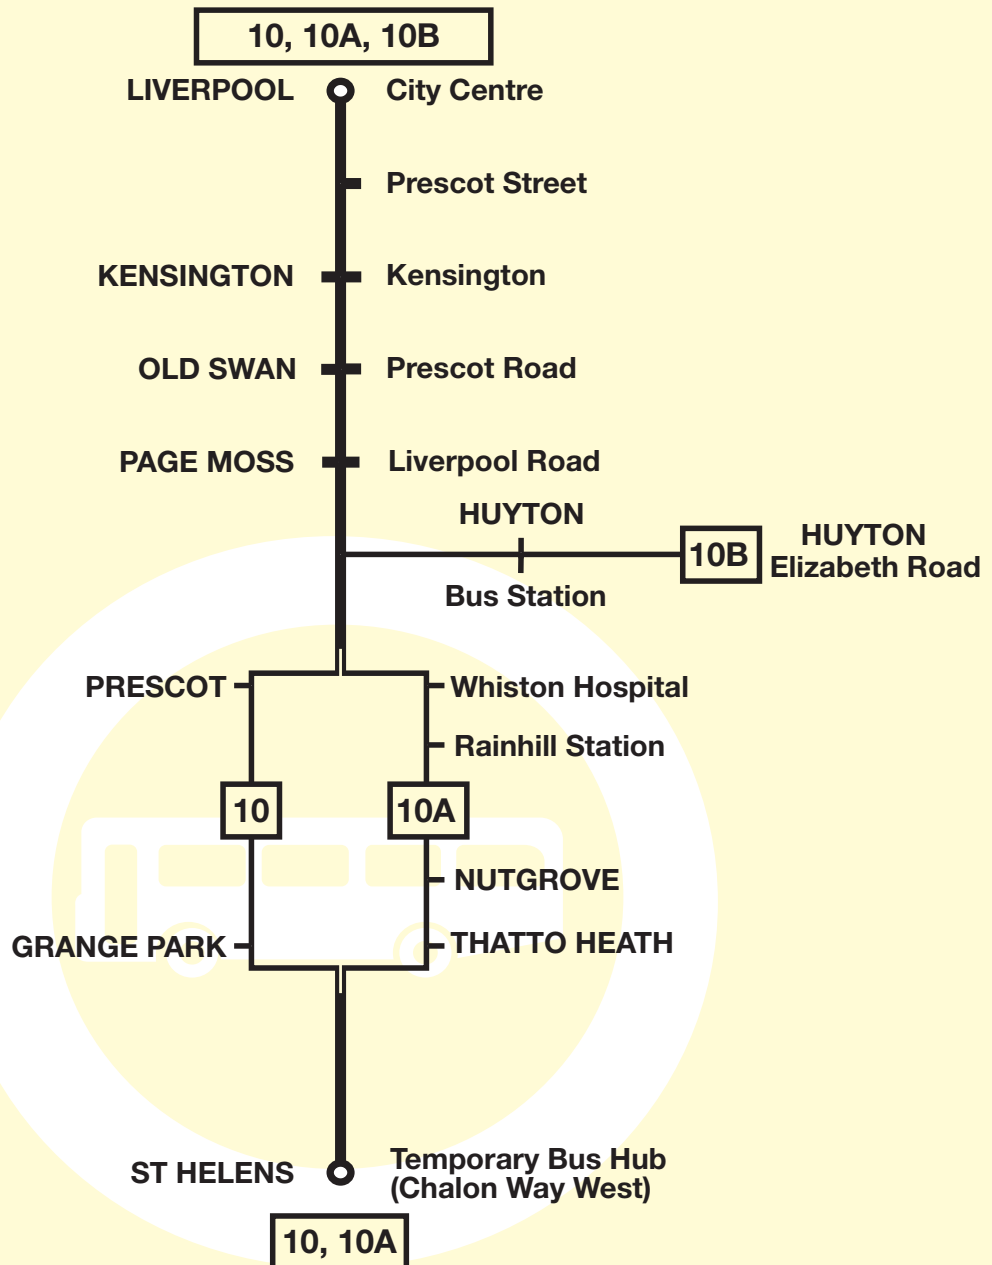 10, 10A, 10B
LIVERPOOL City Centre
Prescot Street
KENSINGTON Kensington
OLD SWAN Prescot Road
PAGE MOSS Liverpool Road
HUYTON
Bus Station
10B
HUYTON
Elizabeth Road
PRESCOT
Whiston Hospital
Rainhill Station
10
10A
NUTGROVE
GRANGE PARK
THATTO HEATH
ST HELENS
Temporary Bus Hub
(Chalon Way West)
10, 10A